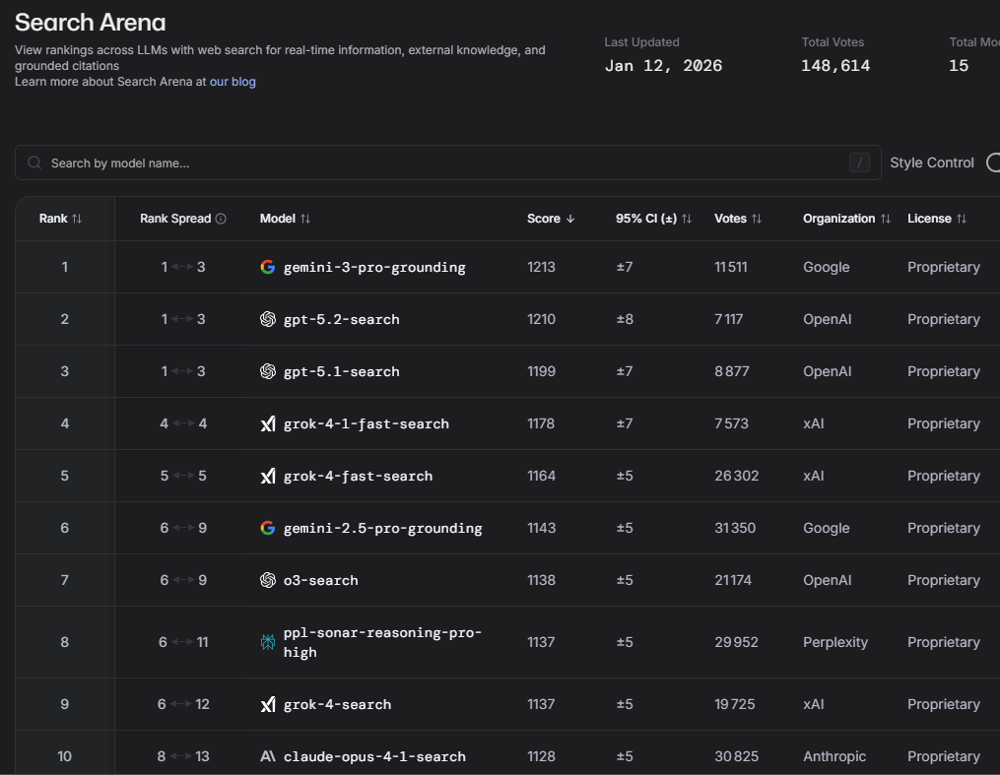 Search Arena
View rankings across LLMs with web search for real-time information, external knowledge, and
grounded citations
Learn more about Search Arena at our blog
Last Updated
Jan 12, 2026
Total Votes
148,614
Total Mo
15
Search by model name...
/
Style Control
Rank Rank Spread Model Score 95% CI (±) Votes Organization License
1 1 3 gemini-3-pro-grounding 1213 ±7 11511 Google Proprietary
2 1 3 gpt-5.2-search 1210 ±8 7117 OpenAI Proprietary
3 1 3 gpt-5.1-search 1199 ±7 8877 OpenAI Proprietary
4 4 4 grok-4-1-fast-search 1178 ±7 7573 xAI Proprietary
5 5 5 grok-4-fast-search 1164 ±5 26302 xAI Proprietary
6 6 9 gemini-2.5-pro-grounding 1143 ±5 31350 Google Proprietary
7 6 9 o3-search 1138 ±5 21174 OpenAI Proprietary
8 6 11 ppl-sonar-reasoning-pro-
high 1137 ±5 29952 Perplexity Proprietary
9 6 12 grok-4-search 1137 ±5 19725 xAI Proprietary
10 8 13 claude-opus-4-1-search 1128 ±5 30825 Anthropic Proprietary